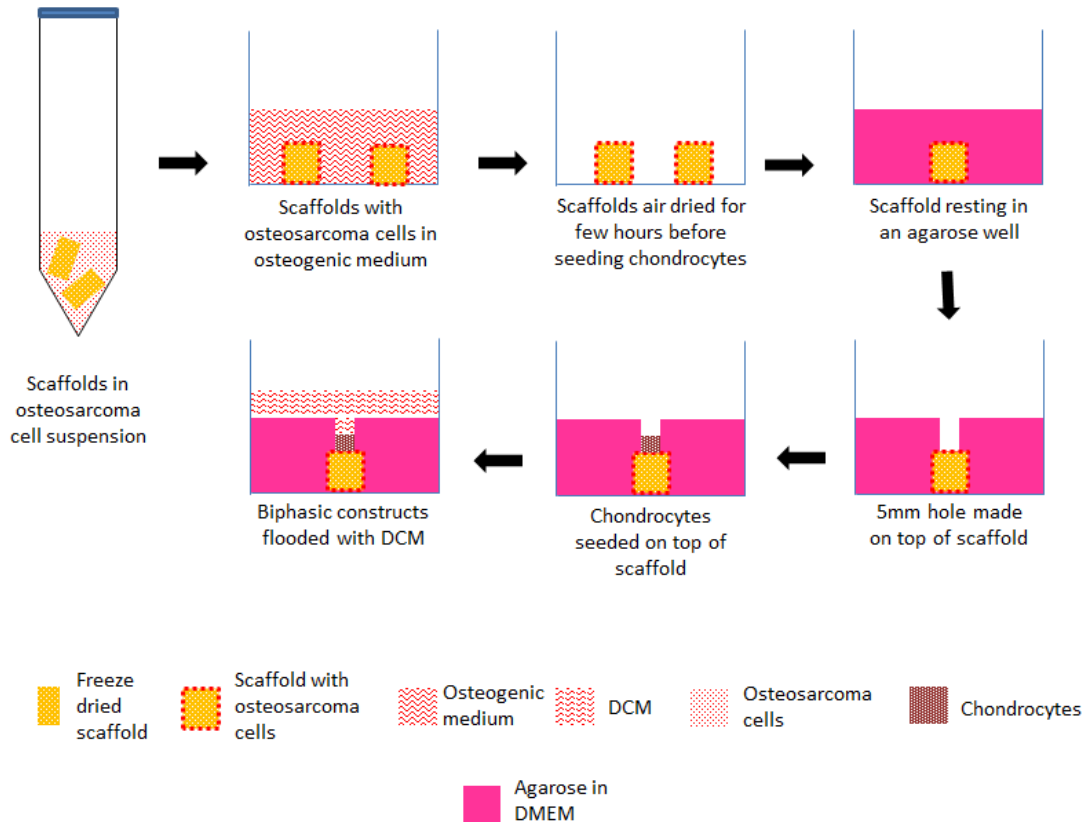 Scaffolds in
osteosarcoma
cell suspension
Scaffolds with
osteosarcoma cells in
osteogenic medium
Scaffolds air dried for
few hours before
seeding chondrocytes
Scaffold resting in
an agarose well
5mm hole made
on top of scaffold
Chondrocytes
seeded on top of
scaffold
Biphasic constructs
flooded with DCM
Freeze
dried
scaffold
Scaffold with
osteosarcoma
cells
Osteogenic
medium
DCM
Osteosarcoma
cells
Chondrocytes
Agarose in
DMEM